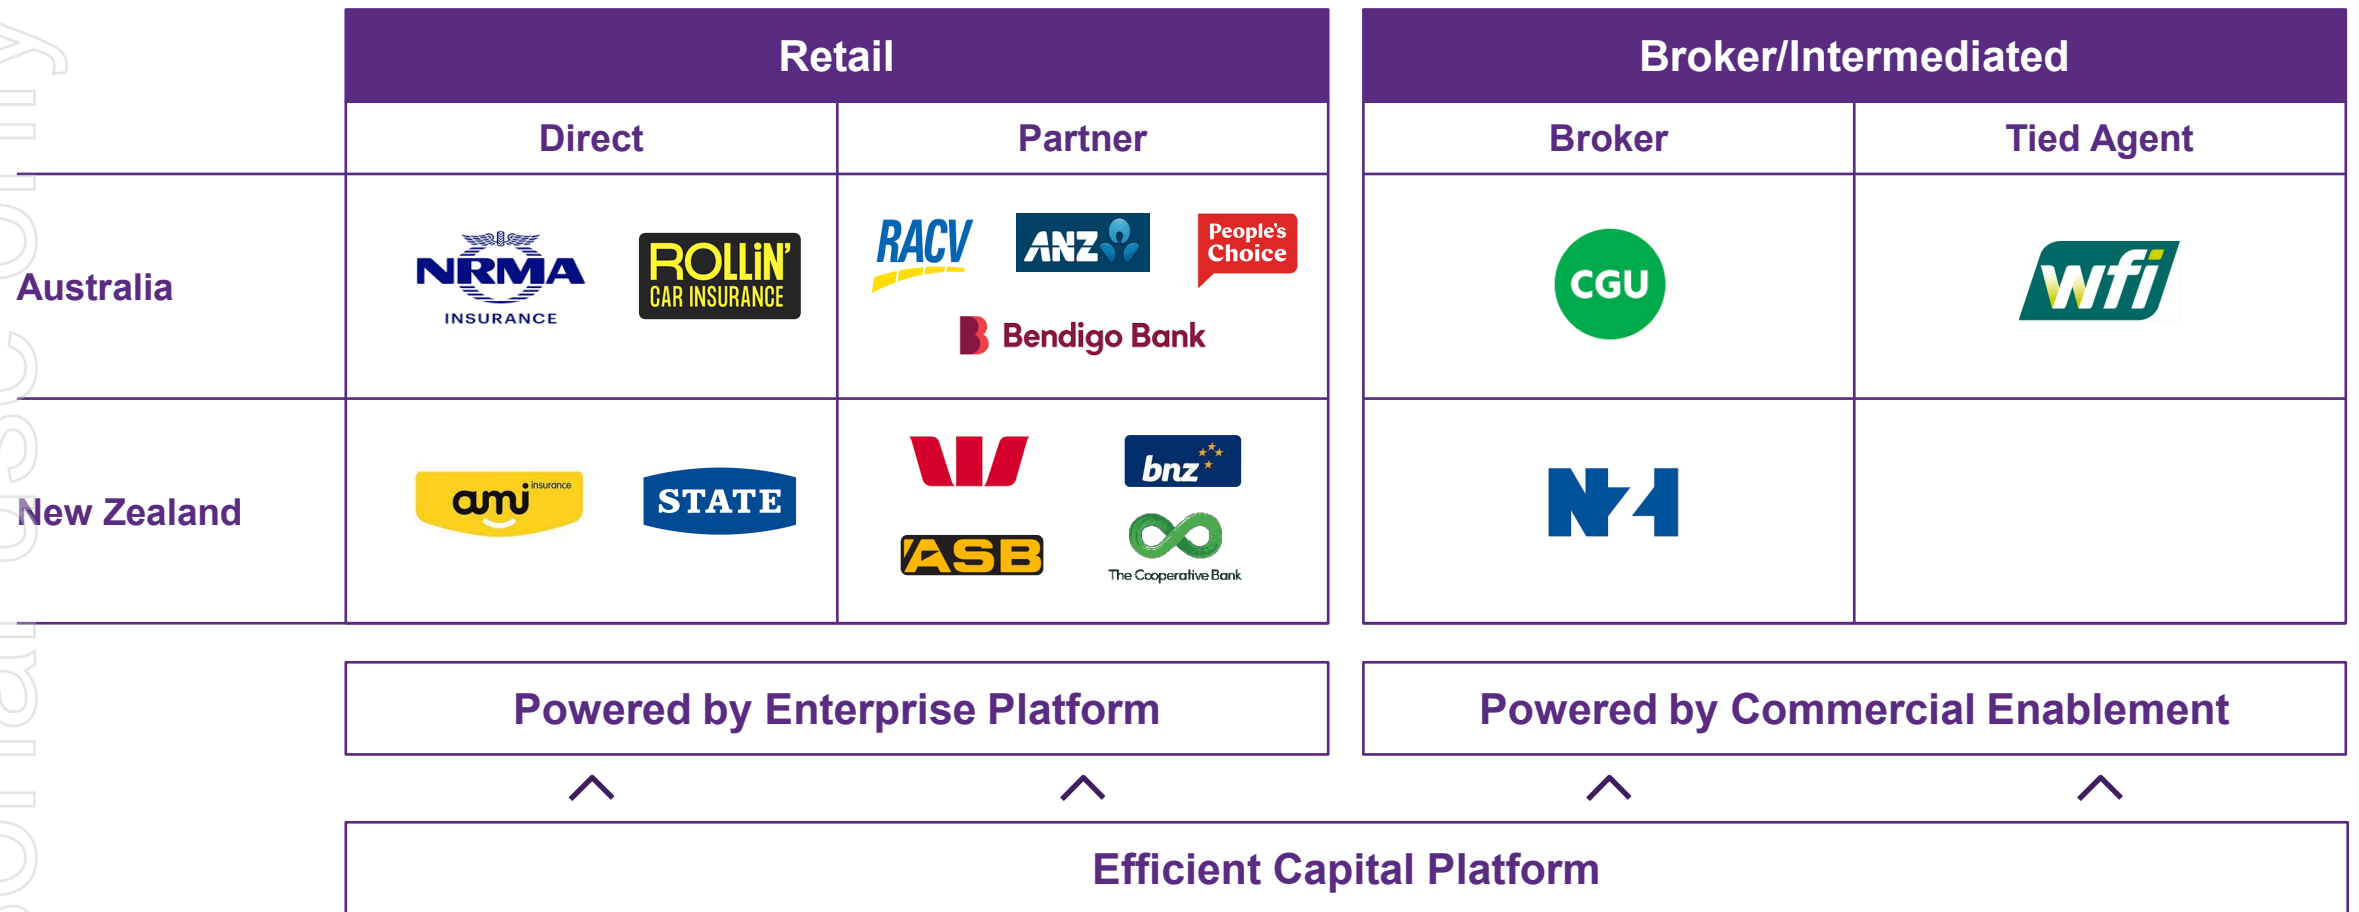 Retail
Broker/Intermediated
Direct
Partner
Broker
Tied Agent
Australia
NRMA
INSURANCE
ROLLiN'
CAR INSURANCE
RACV
ANZ
People's
Choice
Bendigo Bank
CGU
wfi
New Zealand
ami insurance
STATE
bnz
ASB
The Cooperative Bank
NZI
Powered by Enterprise Platform
Powered by Commercial Enablement
Efficient Capital Platform